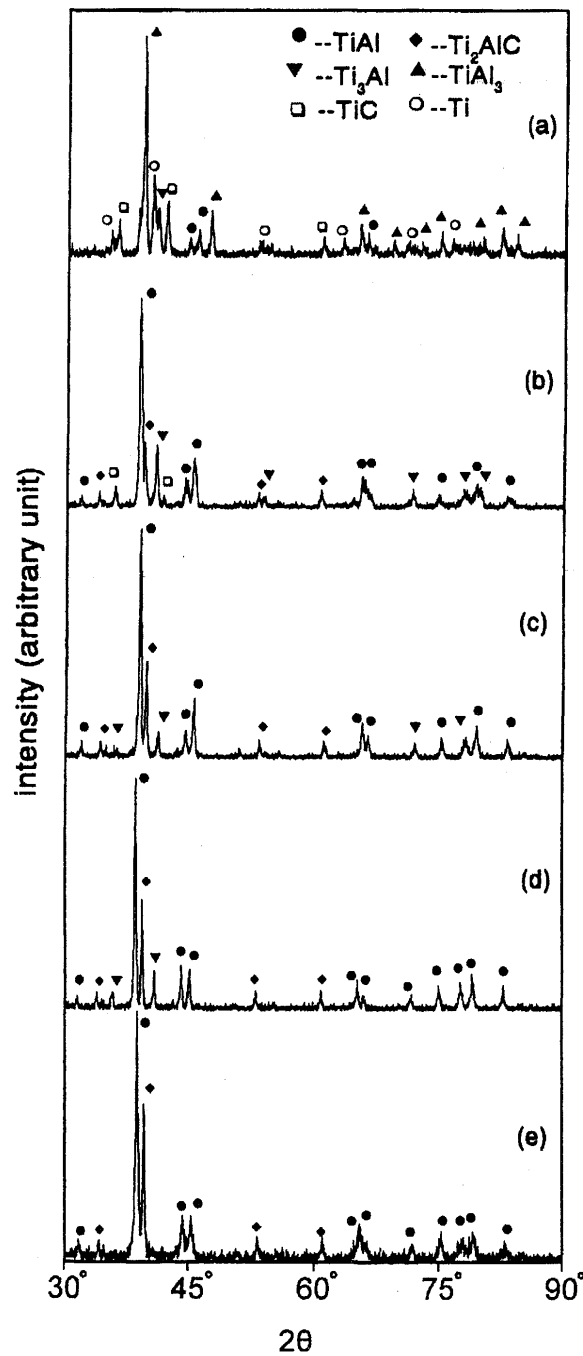 ● --TiAl ◆ --Ti₂AlC
▼ --Ti₃Al ▲ --TiAl₃
□ --TiC ○ --Ti
(a)
(b)
(c)
(d)
(e)
intensity (arbitrary unit)
30° 45° 60° 75° 90°
2θ